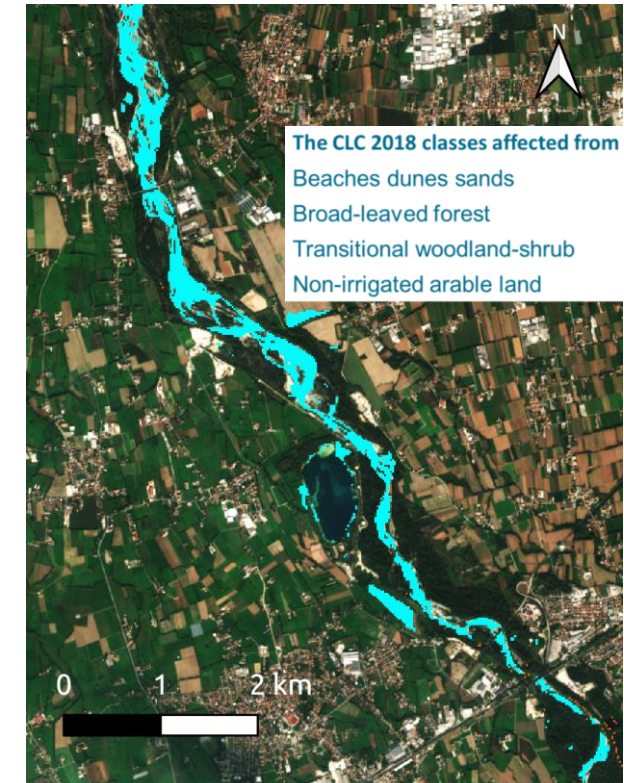 N
The CLC 2018 classes affected from
Beaches dunes sands
Broad-leaved forest
Transitional woodland-shrub
Non-irrigated arable land
0 1 2 km